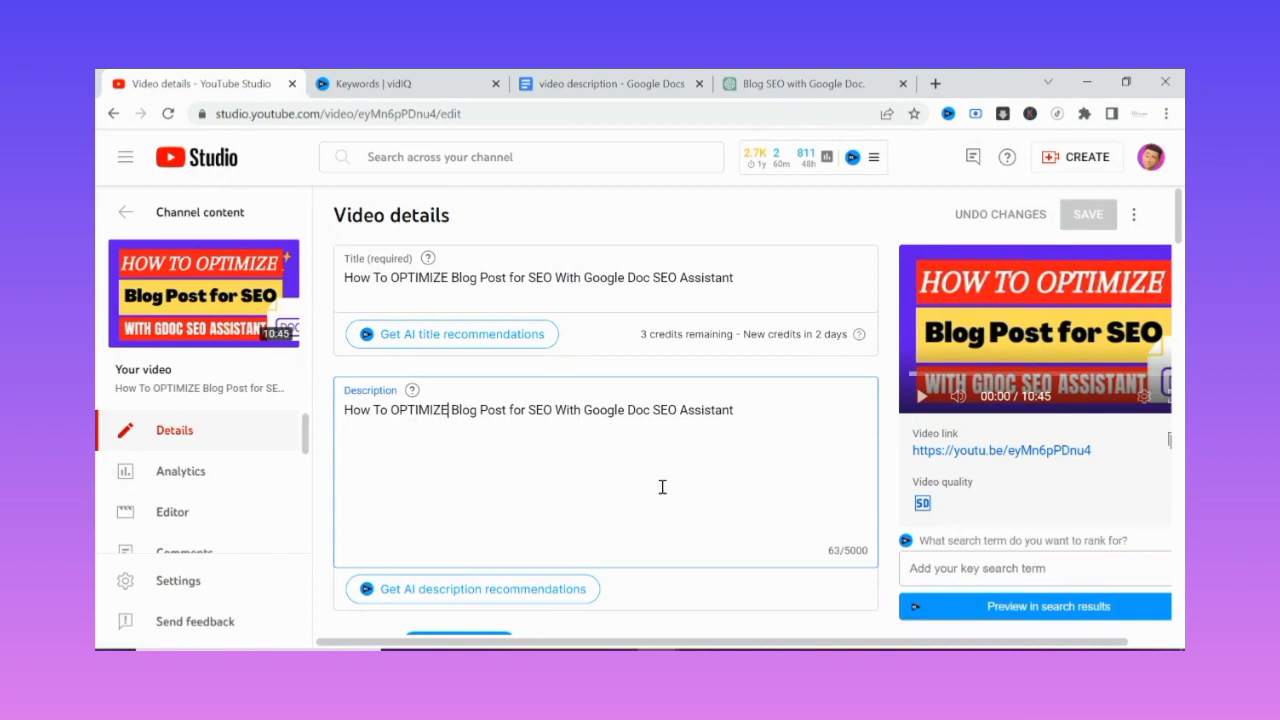 Video details - YouTube Studio
Keywords | vidIQ
video description - Google Docs
Blog SEO with Google Doc.
studio.youtube.com/video/eyMn6pPDnu4/edit
Studio
Search across your channel
2.7K 2 811
1y 60m 48h
CREATE
Channel content
HOW TO OPTIMIZE
Blog Post for SEO
WITH GDOC SEO ASSISTANT
10:45
Your video
How To OPTIMIZE Blog Post for SE...
Details
Analytics
Editor
Comments
Settings
Send feedback
Video details
UNDO CHANGES
SAVE
Title (required)
How To OPTIMIZE Blog Post for SEO With Google Doc SEO Assistant
Get AI title recommendations
3 credits remaining - New credits in 2 days
Description
How To OPTIMIZE Blog Post for SEO With Google Doc SEO Assistant
63/5000
Get AI description recommendations
HOW TO OPTIMIZE
Blog Post for SEO
WITH GDOC SEO ASSISTANT
00:00 / 10:45
Video link
https://youtu.be/eyMn6pPDnu4
Video quality
SD
What search term do you want to rank for?
Add your key search term
Preview in search results